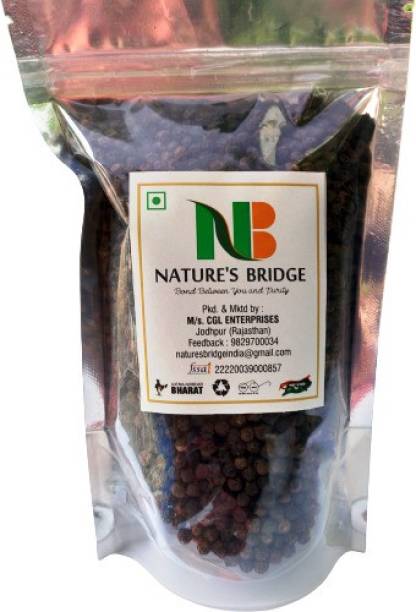 NB
NATURE'S BRIDGE
Bond Between You and Purity
Pkd. & Mktd by :
M/s. CGL ENTERPRISES
Jodhpur (Rajasthan)
Feedback : 9829700034
naturesbridgeindia@gmail.com
fssai 22220039000857
BHARAT